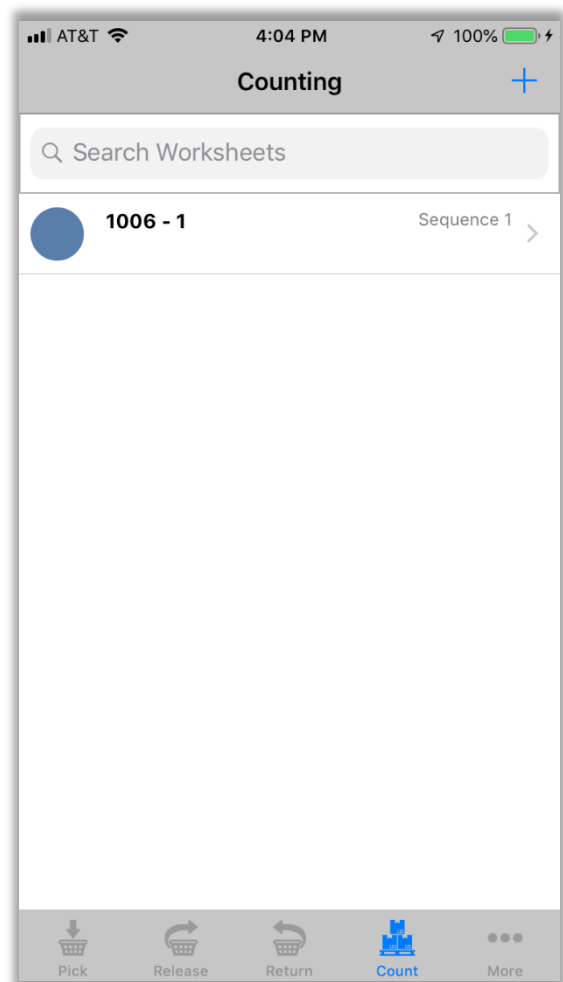 AT&T 4:04 PM 100%
Counting
Search Worksheets
1006 - 1 Sequence 1
Pick Release Return Count More